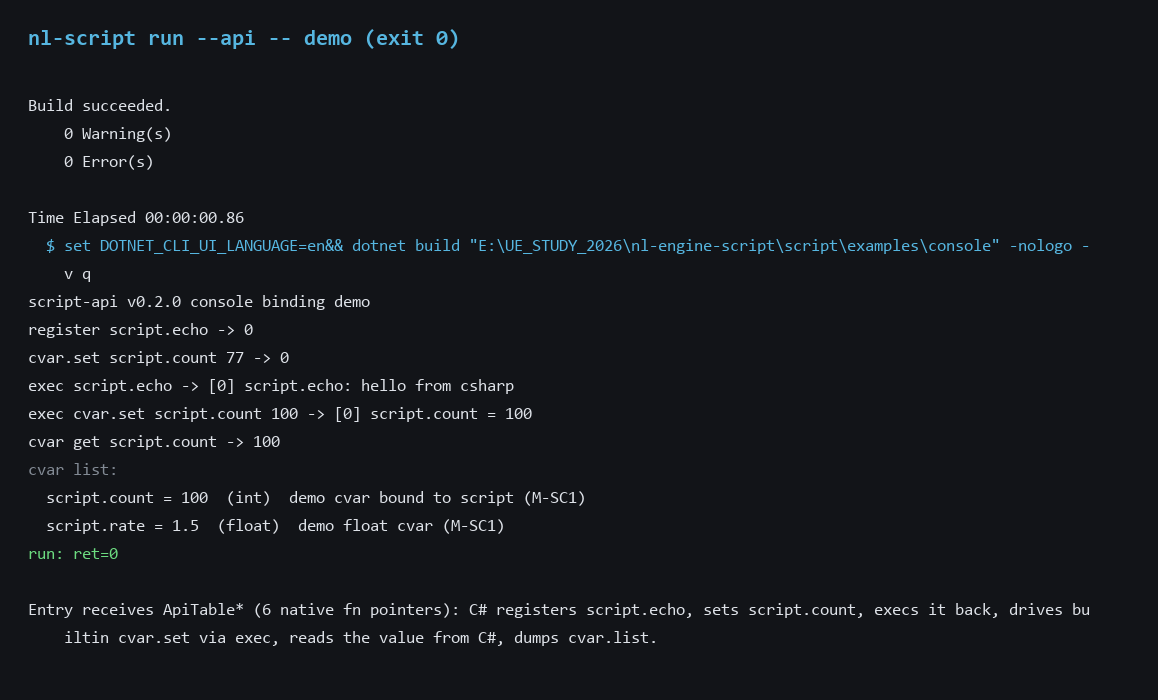 nl-script run --api -- demo (exit 0)
Build succeeded.
0 Warning(s)
0 Error(s)
Time Elapsed 00:00:00.86
$ set DOTNET_CLI_UI_LANGUAGE=en&& dotnet build "E:\UE_STUDY_2026\nl-engine-script\script\examples\console" -nologo -
v q
script-api v0.2.0 console binding demo
register script.echo -> 0
cvar.set script.count 77 -> 0
exec script.echo -> [0] script.echo: hello from csharp
exec cvar.set script.count 100 -> [0] script.count = 100
cvar get script.count -> 100
cvar list:
script.count = 100  (int)  demo cvar bound to script (M-SC1)
script.rate = 1.5  (float)  demo float cvar (M-SC1)
run: ret=0
Entry receives ApiTable* (6 native fn pointers): C# registers script.echo, sets script.count, execs it back, drives bu
iltin cvar.set via exec, reads the value from C#, dumps cvar.list.